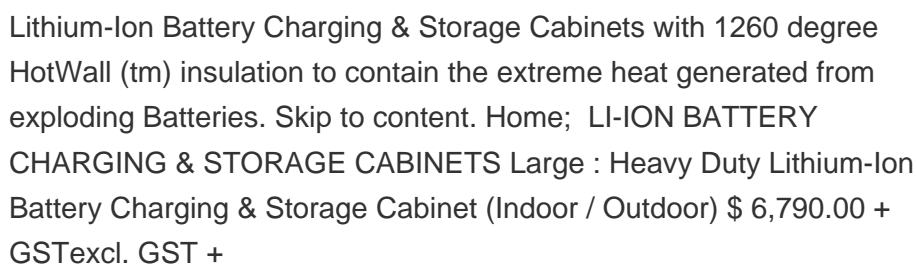 Lithium-Ion Battery Charging & Storage Cabinets with 1260 degree
HotWall (tm) insulation to contain the extreme heat generated from
exploding Batteries. Skip to content. Home;  LI-ION BATTERY
CHARGING & STORAGE CABINETS Large : Heavy Duty Lithium-Ion
Battery Charging & Storage Cabinet (Indoor / Outdoor) $ 6,790.00 +
GSTexcl. GST +